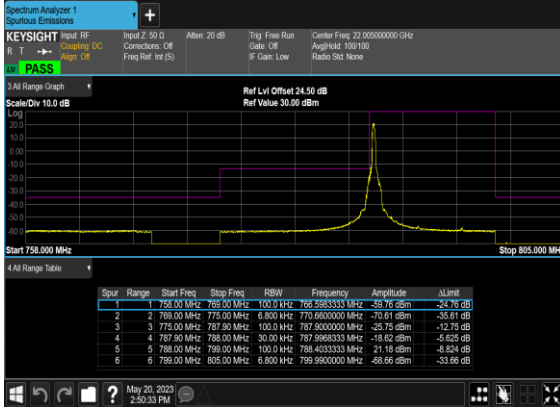 Spectrum Analyzer 1
Spurious Emissions
+
KEYSIGHT Input: RF Input Z: 50 Ω Atten: 20 dB Trig: Free Run Center Freq: 22.005000000 GHz
R T Coupling: DC Corrections: Off Gate: Off Avg|Hold: 100/100
Align: Off Freq Ref: Int (S) IF Gain: Low Radio Std: None
PASS
3 All Range Graph
Ref Lvl Offset 24.50 dB
Scale/Div 10.0 dB Ref Value 30.00 dBm
Log
20.0
10.0
0.00
-10.0
-20.0
-30.0
-40.0
-50.0
-60.0
Start 758.000 MHz Stop 805.000 MH
4 All Range Table
Spur Range Start Freq Stop Freq RBW Frequency Amplitude ΔLimit
1 1 758.00 MHz 769.00 MHz 100.0 kHz 766.5983333 MHz -59.76 dBm -24.76 dB
2 2 769.00 MHz 775.00 MHz 6.800 kHz 770.6600000 MHz -70.61 dBm -35.61 dB
3 3 775.00 MHz 787.90 MHz 100.0 kHz 787.9000000 MHz -25.75 dBm -12.75 dB
4 4 787.90 MHz 788.00 MHz 30.00 kHz 787.9968333 MHz -18.62 dBm -5.625 dB
5 5 788.00 MHz 799.00 MHz 100.0 kHz 788.4033333 MHz 21.18 dBm -8.824 dB
6 6 799.00 MHz 805.00 MHz 6.800 kHz 799.9900000 MHz -68.66 dBm -33.66 dB
? May 20, 2023
2:50:33 PM